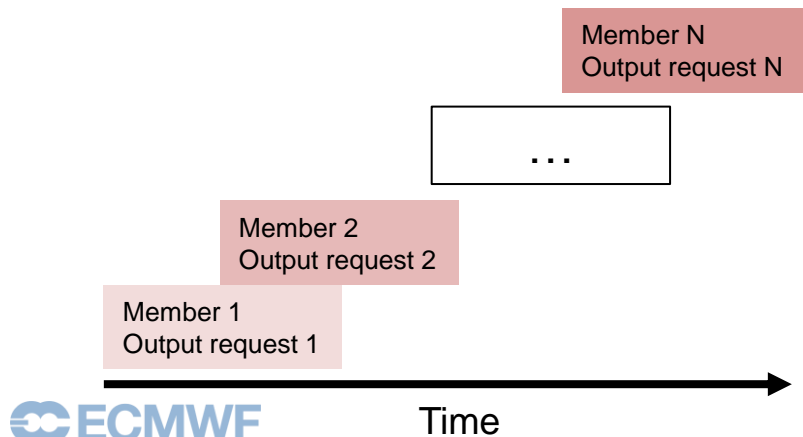 Member N
Output request N
...
Member 2
Output request 2
Member 1
Output request 1
Time
ECMWF